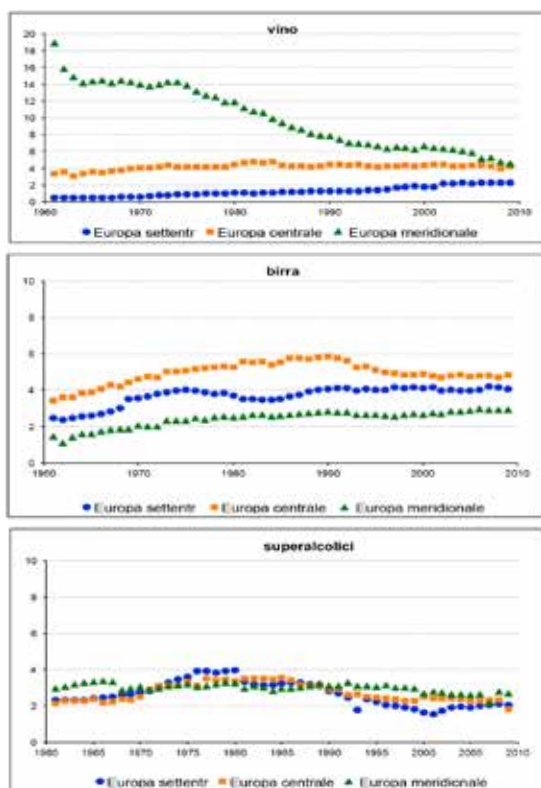 vino
20
18
16
14
12
10
8
6
4
2
0
1960 1970 1980 1990 2000 2010
Europa settentr Europa centrale Europa meridionale
birra
10
8
6
4
2
0
1960 1970 1980 1990 2000 2010
Europa settentr Europa centrale Europa meridionale
superalcolici
10
8
6
4
2
0
1960 1965 1970 1975 1980 1985 1990 1995 2000 2005 2010
Europa settentr Europa centrale Europa meridionale